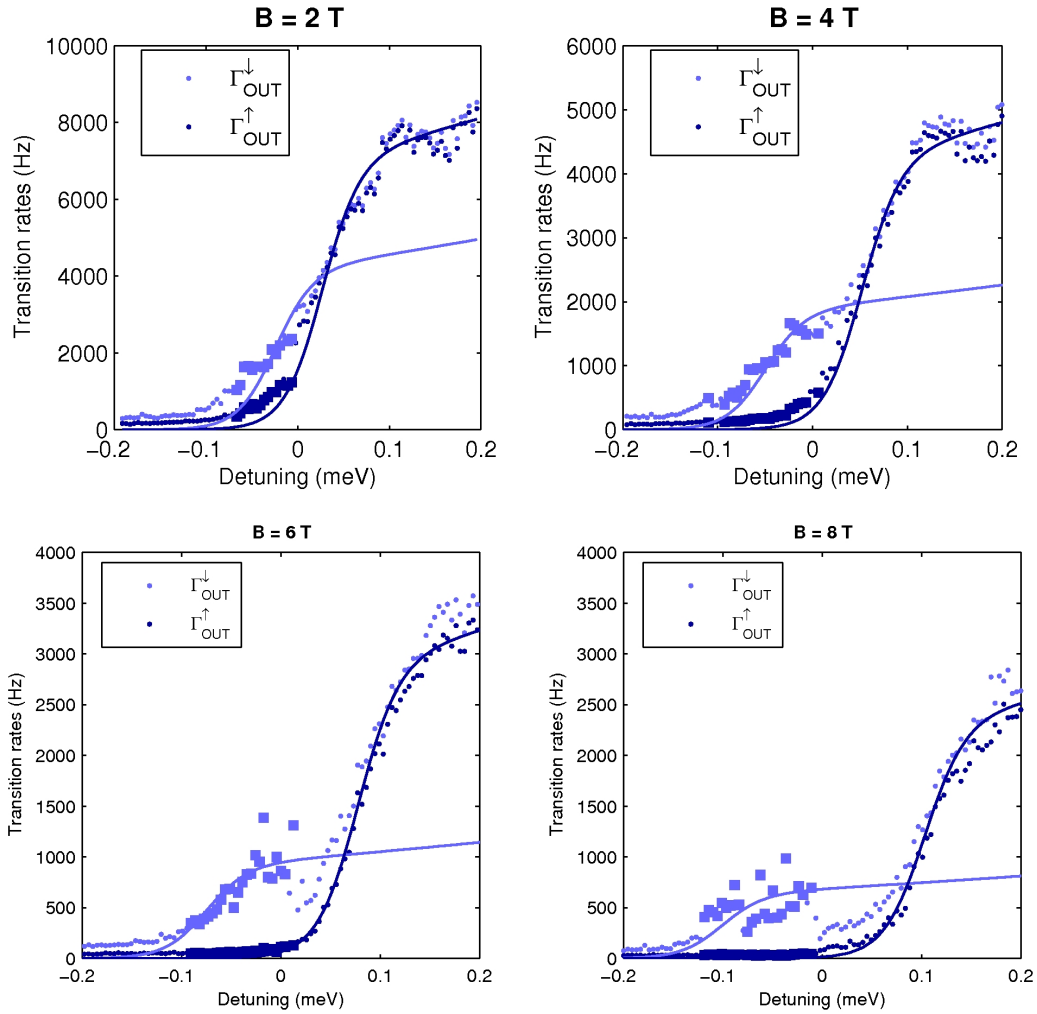 B = 2 T
Transition rates (Hz)
10000
8000
6000
4000
2000
0
Γ↓OUT
Γ↑OUT
−0.2 −0.1 0 0.1 0.2
Detuning (meV)
B = 4 T
Transition rates (Hz)
6000
5000
4000
3000
2000
1000
0
Γ↓OUT
Γ↑OUT
−0.2 −0.1 0 0.1 0.2
Detuning (meV)
B = 6 T
Transition rates (Hz)
4000
3500
3000
2500
2000
1500
1000
500
0
Γ↓OUT
Γ↑OUT
−0.2 −0.1 0 0.1 0.2
Detuning (meV)
B = 8 T
Transition rates (Hz)
4000
3500
3000
2500
2000
1500
1000
500
0
Γ↓OUT
Γ↑OUT
−0.2 −0.1 0 0.1 0.2
Detuning (meV)